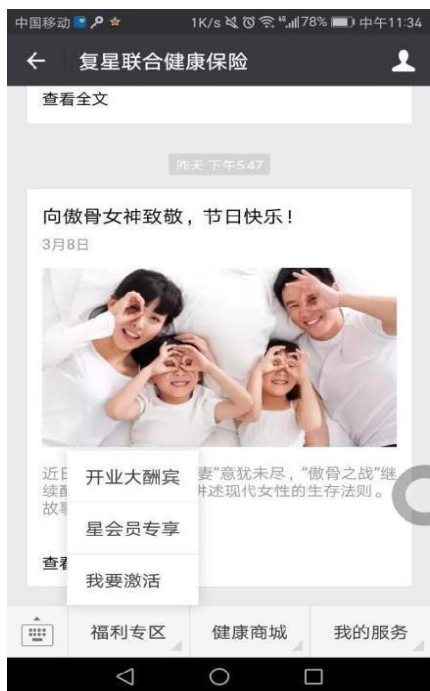 中国移动 1K/s 46 78% 中午11:34
复星联合健康保险
查看全文
昨天 下午5:47
向傲骨女神致敬，节日快乐！
3月8日
近日 妻”意犹未尽，“傲骨之战”继
续 讲述现代女性的生存法则。
故事
查看
开业大酬宾
星会员专享
我要激活
福利专区 健康商城 我的服务